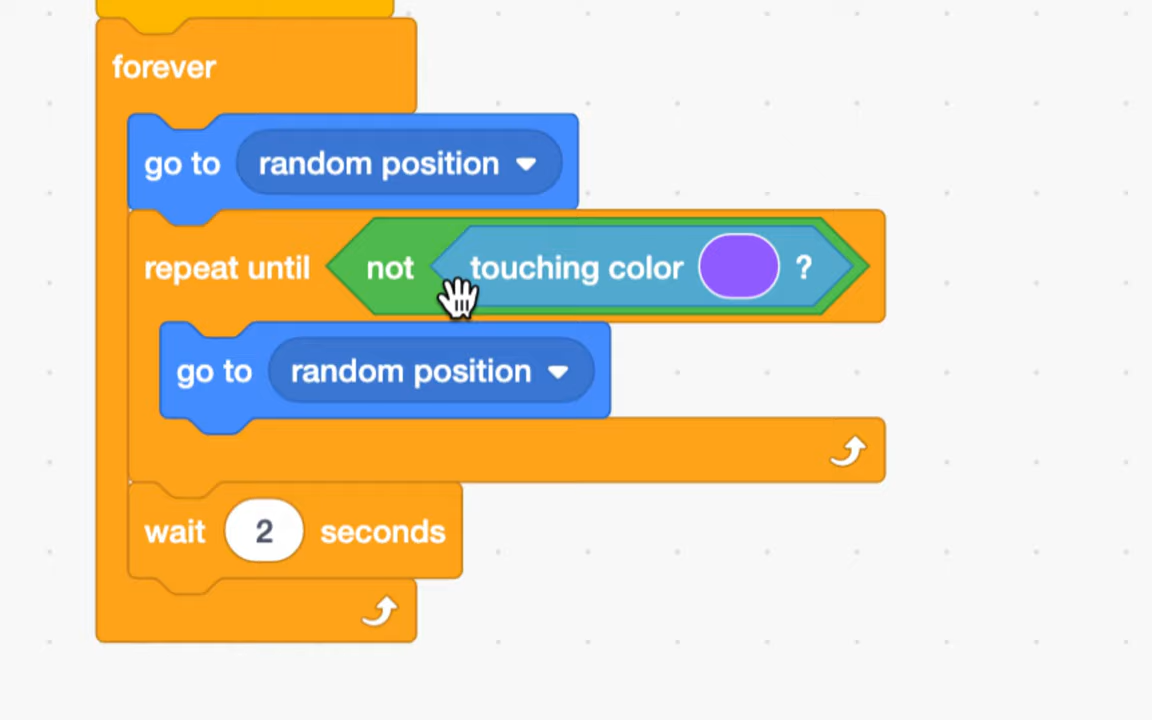 forever
go to random position
repeat until not touching color ?
go to random position
wait 2 seconds